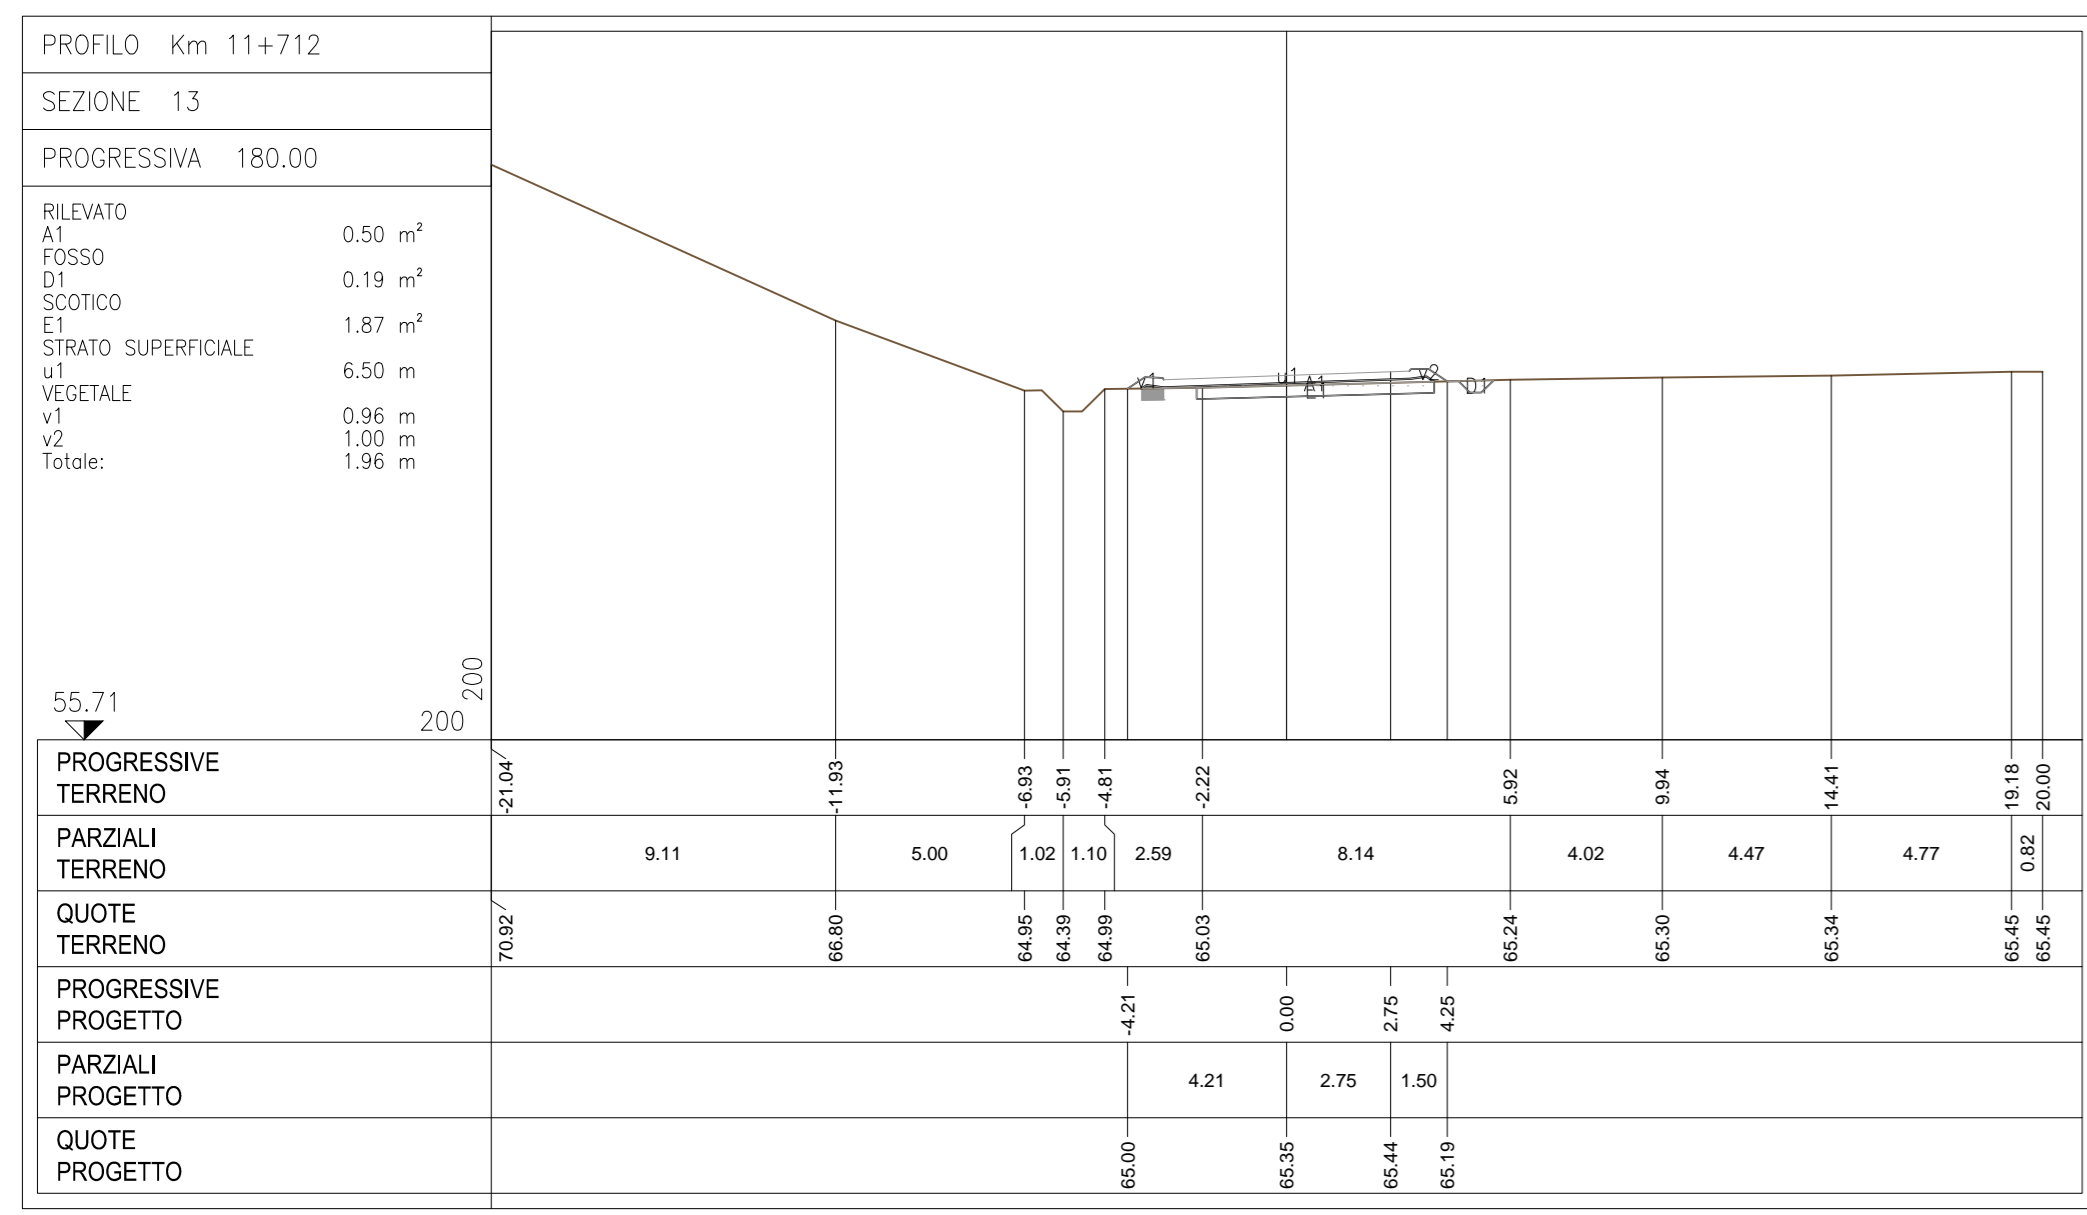 PROFILO Km 11+712
SEZIONE 13
PROGRESSIVA 180.00
RILEVATO
A1 0.50 m²
FOSSO
D1 0.19 m²
SCOTICO
E1 1.87 m²
STRATO SUPERFICIALE
u1 6.50 m
VEGETALE
v1 0.96 m
v2 1.00 m
Totale: 1.96 m
v1 u1 A1 E1 v2 D1
200
55.71 200
PROGRESSIVE
TERRENO
-21.04 -11.93 -6.93 -5.91 -4.81 -2.22 5.92 9.94 14.41 19.18 20.00
PARZIALI
TERRENO
9.11 5.00 1.02 1.10 2.59 8.14 4.02 4.47 4.77 0.82
QUOTE
TERRENO
70.92 66.80 64.95 64.39 64.99 65.03 65.24 65.30 65.34 65.45 65.45
PROGRESSIVE
PROGETTO
-4.21 0.00 2.75 4.25
PARZIALI
PROGETTO
4.21 2.75 1.50
QUOTE
PROGETTO
65.00 65.35 65.44 65.19